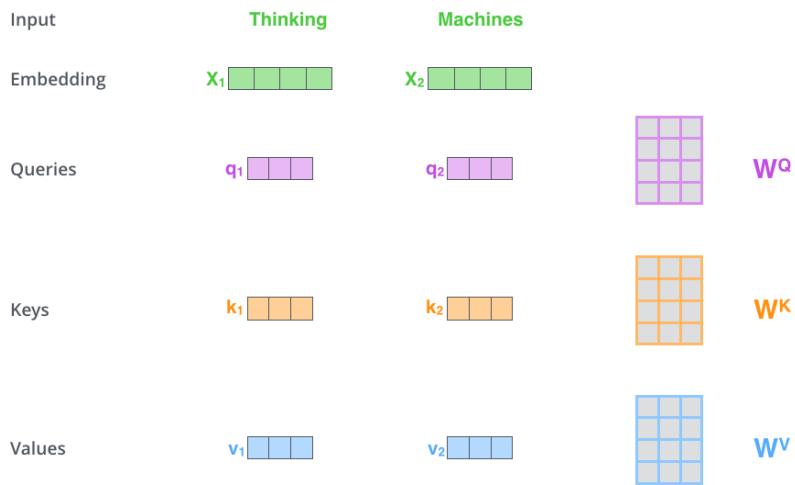 Input Thinking Machines
Embedding X1 X2
Queries q1 q2 WQ
Keys k1 k2 WK
Values v1 v2 WV